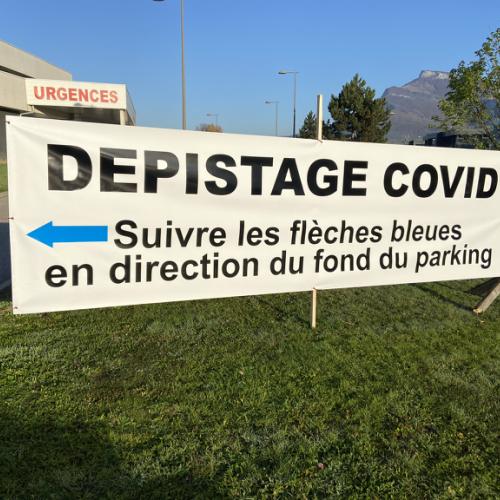 URGENCES
DEPISTAGE COVID
Suivre les flèches bleues
en direction du fond du parking